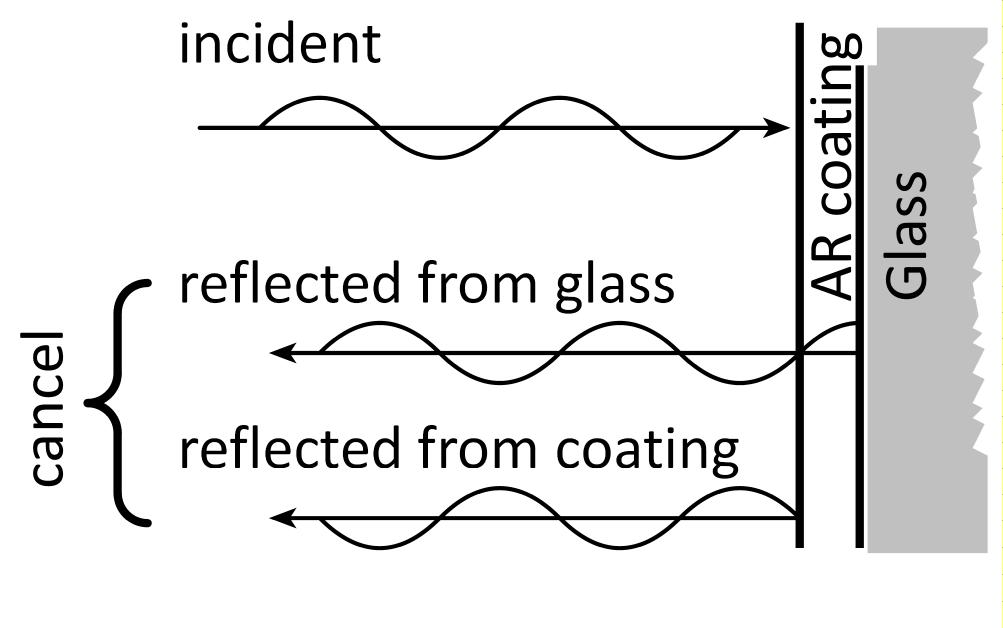 incident
AR coating
Glass
reflected from glass
cancel
reflected from coating